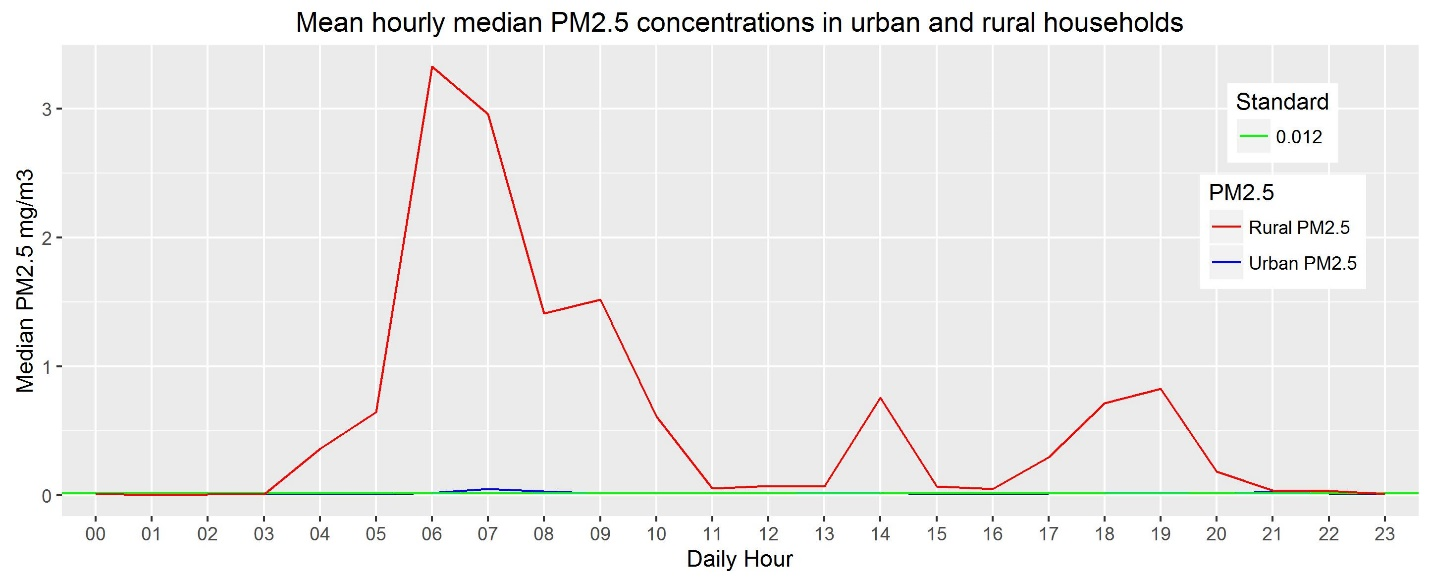 Mean hourly median PM2.5 concentrations in urban and rural households
Standard
0.012
PM2.5
Rural PM2.5
Urban PM2.5
Median PM2.5 mg/m3
3
2
1
0
00 01 02 03 04 05 06 07 08 09 10 11 12 13 14 15 16 17 18 19 20 21 22 23
Daily Hour